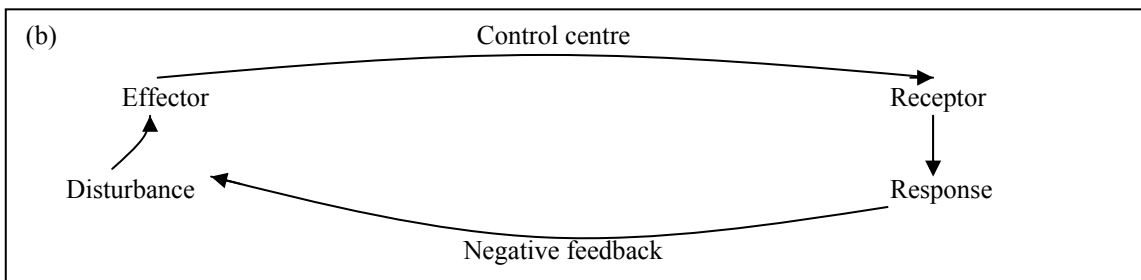 (b)
Control centre
Effector
Receptor
Disturbance
Response
Negative feedback